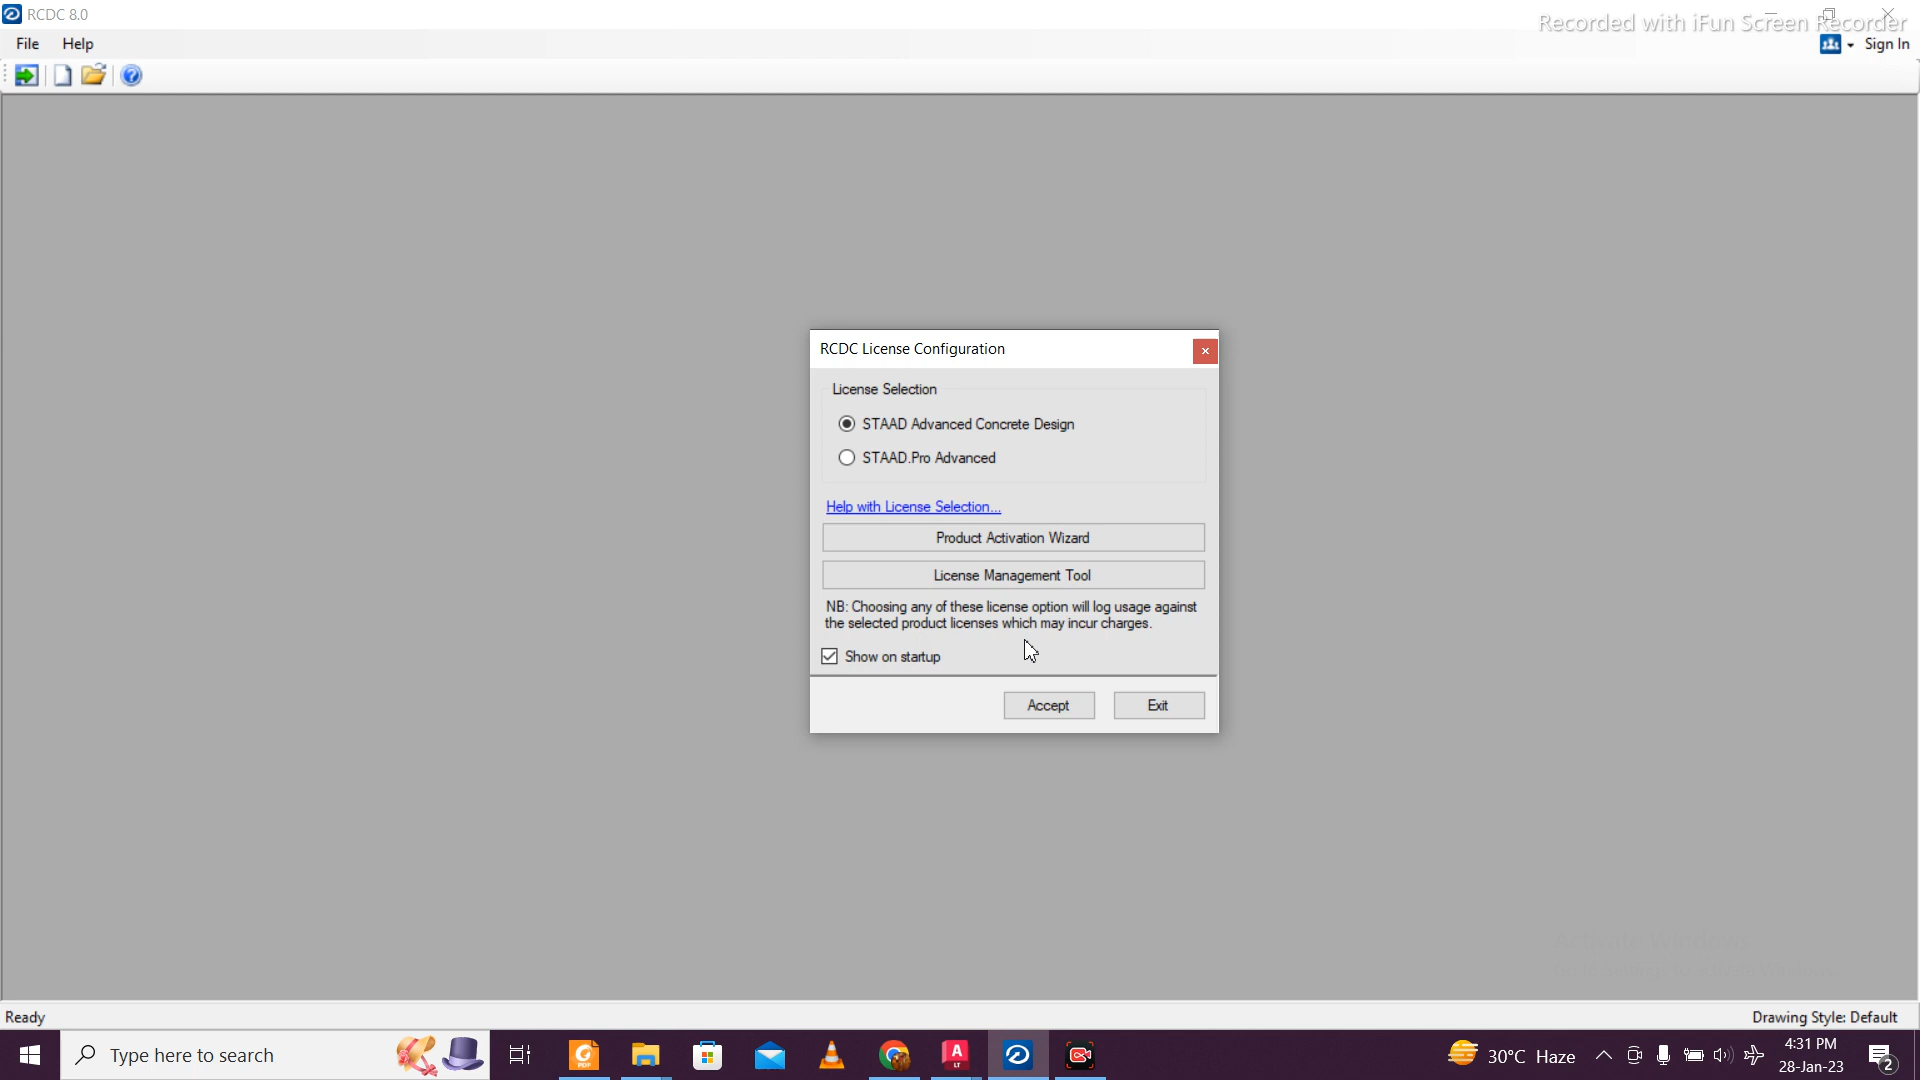 RCDC 8.0
Recorded with iFun Screen Recorder
File Help
Sign In
RCDC License Configuration
License Selection
STAAD Advanced Concrete Design
STAAD.Pro Advanced
Help with License Selection...
Product Activation Wizard
License Management Tool
NB: Choosing any of these license option will log usage against
the selected product licenses which may incur charges.
Show on startup
Accept Exit
Ready
Drawing Style: Default
Type here to search
PDF
A
LT
30°C Haze
4:31 PM
28-Jan-23
2